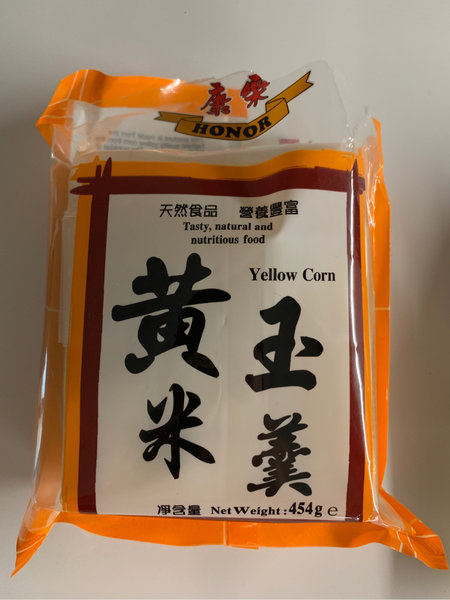 康樂
HONOR
天然食品 營養豐富
Tasty, natural and
nutritious food
Yellow Corn
黃米
玉羹
淨含量 Net Weight : 454g e